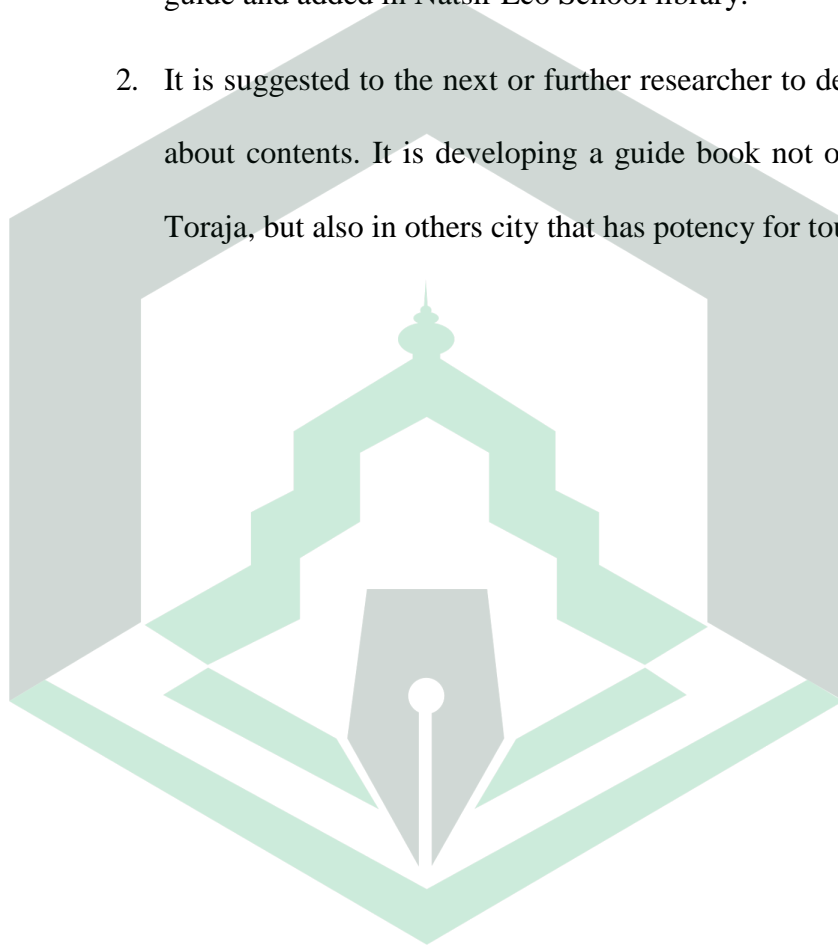 guide and added in Natsir School library.
2. It is suggested to the next or further researcher to de
about contents. It is developing a guide book not o
Toraja, but also in others city that has potency for tou